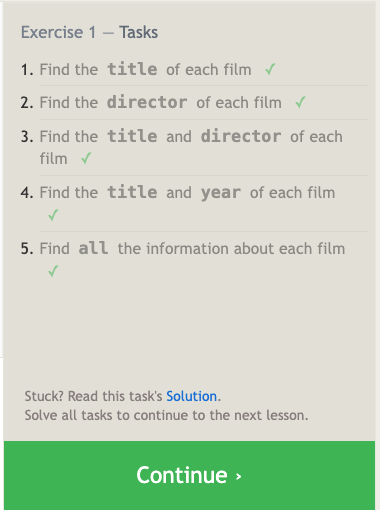 Exercise 1 — Tasks
1. Find the title of each film ✓
2. Find the director of each film ✓
3. Find the title and director of each
film ✓
4. Find the title and year of each film
✓
5. Find all the information about each film
✓
Stuck? Read this task's Solution.
Solve all tasks to continue to the next lesson.
Continue ›